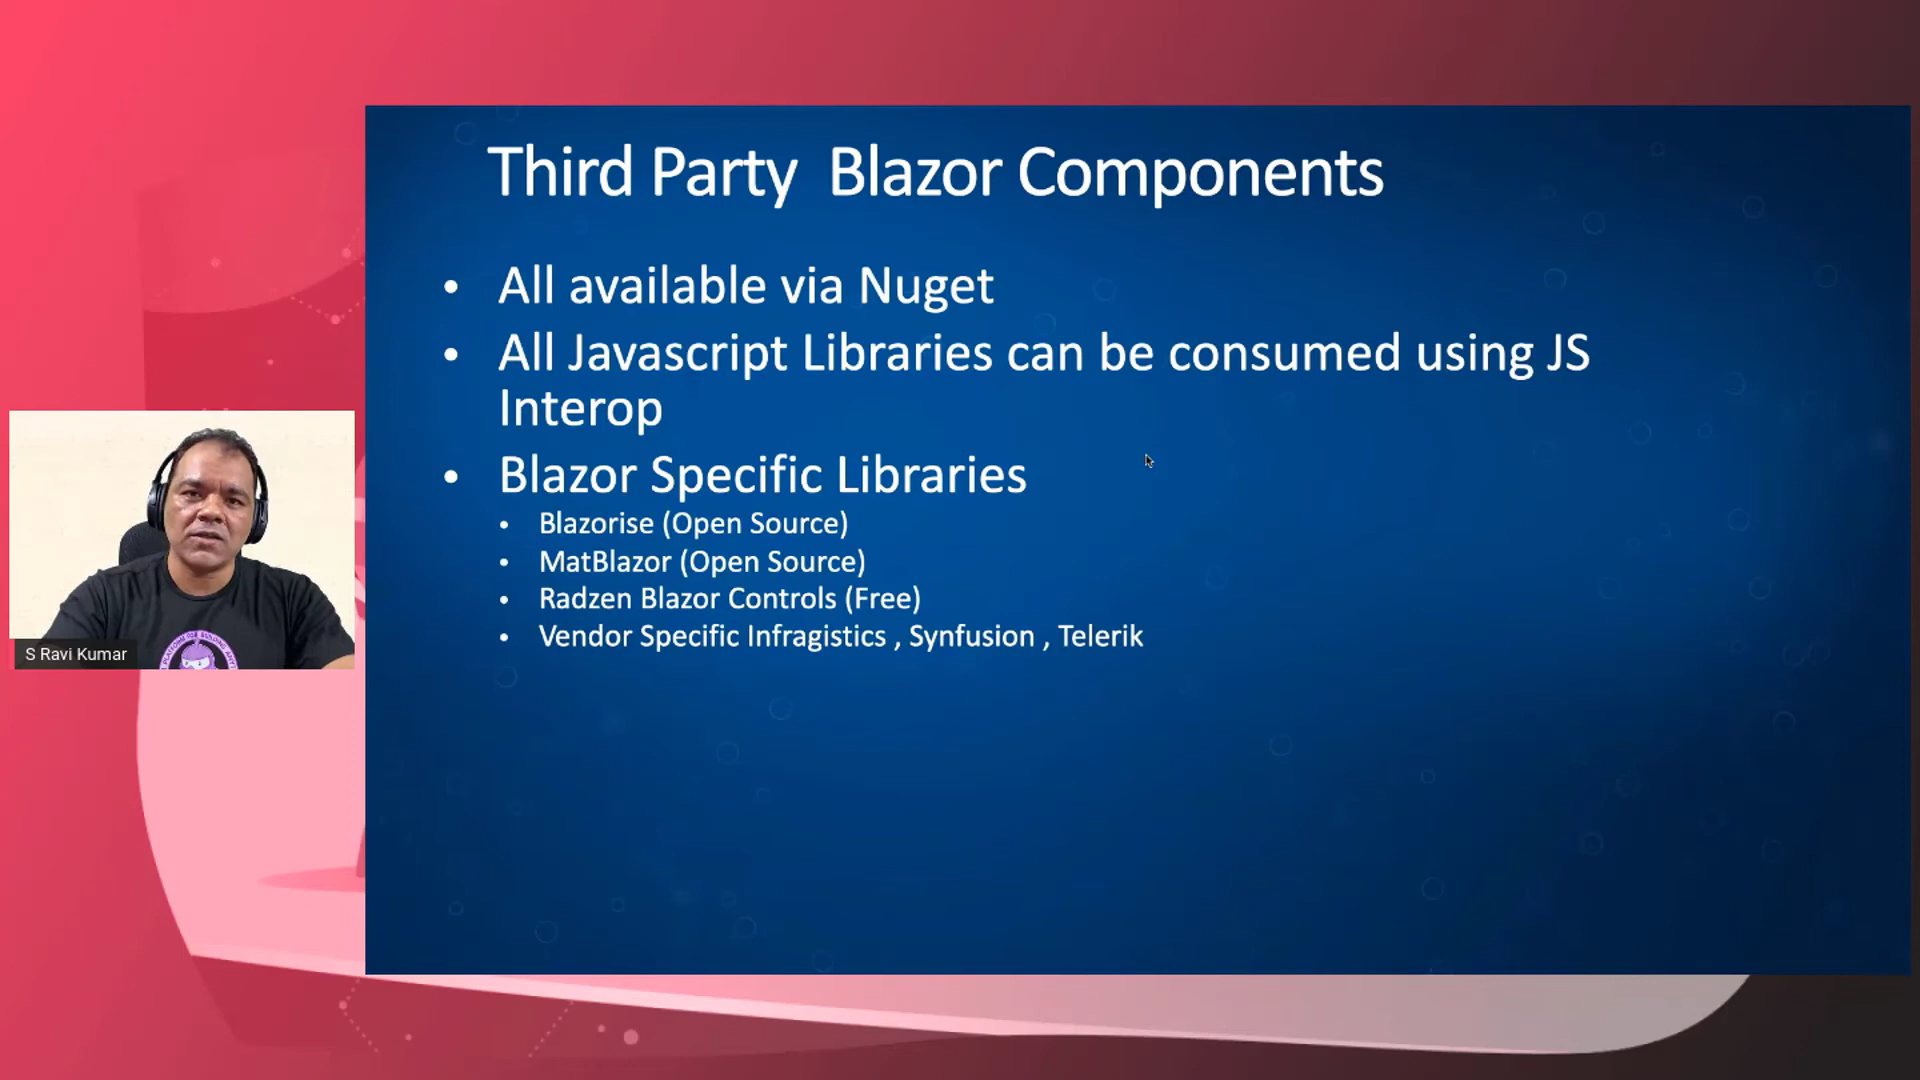 Third Party  Blazor Components
• All available via Nuget
• All Javascript Libraries can be consumed using JS
Interop
• Blazor Specific Libraries
• Blazorise (Open Source)
• MatBlazor (Open Source)
• Radzen Blazor Controls (Free)
• Vendor Specific Infragistics , Synfusion , Telerik
S Ravi Kumar